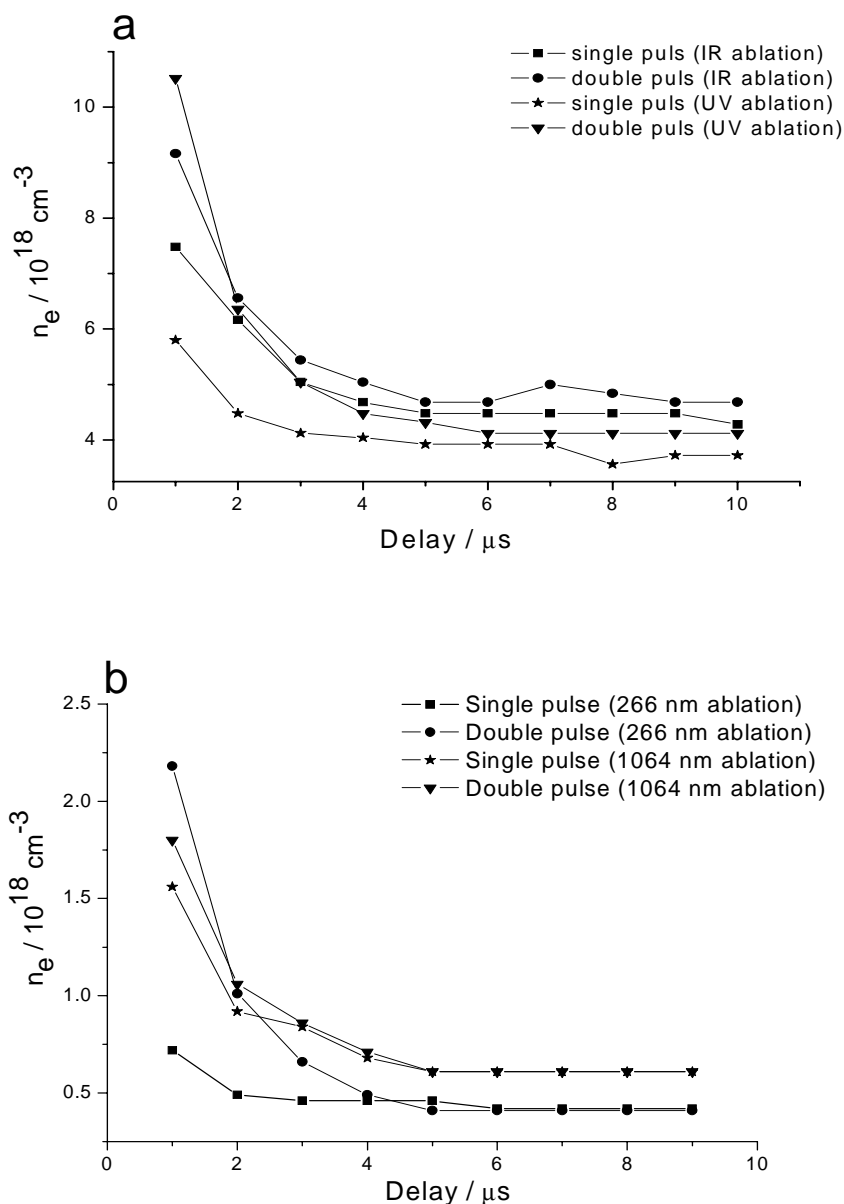 a
single puls (IR ablation)
double puls (IR ablation)
single puls (UV ablation)
double puls (UV ablation)
10
8
6
4
0 2 4 6 8 10
n_e / 10^18 cm^-3
Delay / μs
b
Single pulse (266 nm ablation)
Double pulse (266 nm ablation)
Single pulse (1064 nm ablation)
Double pulse (1064 nm ablation)
2.5
2.0
1.5
1.0
0.5
0 2 4 6 8 10
n_e / 10^18 cm^-3
Delay / μs